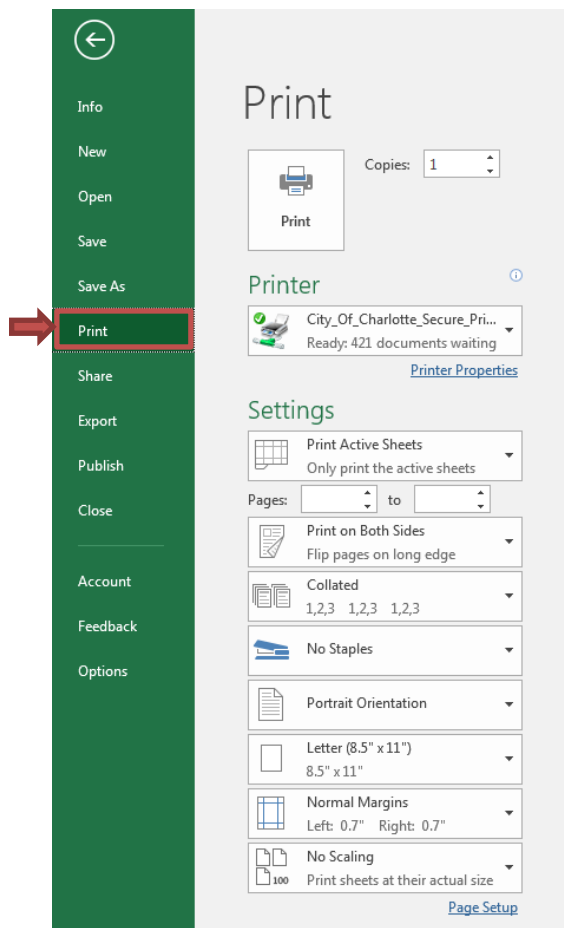 Info
New
Open
Save
Save As
Print
Share
Export
Publish
Close
Account
Feedback
Options
Print
Print
Copies: 1
Printer
City_Of_Charlotte_Secure_Pri...
Ready: 421 documents waiting
Printer Properties
Settings
Print Active Sheets
Only print the active sheets
Pages: to
Print on Both Sides
Flip pages on long edge
Collated
1,2,3 1,2,3 1,2,3
No Staples
Portrait Orientation
Letter (8.5" x 11")
8.5" x 11"
Normal Margins
Left: 0.7" Right: 0.7"
No Scaling
100 Print sheets at their actual size
Page Setup